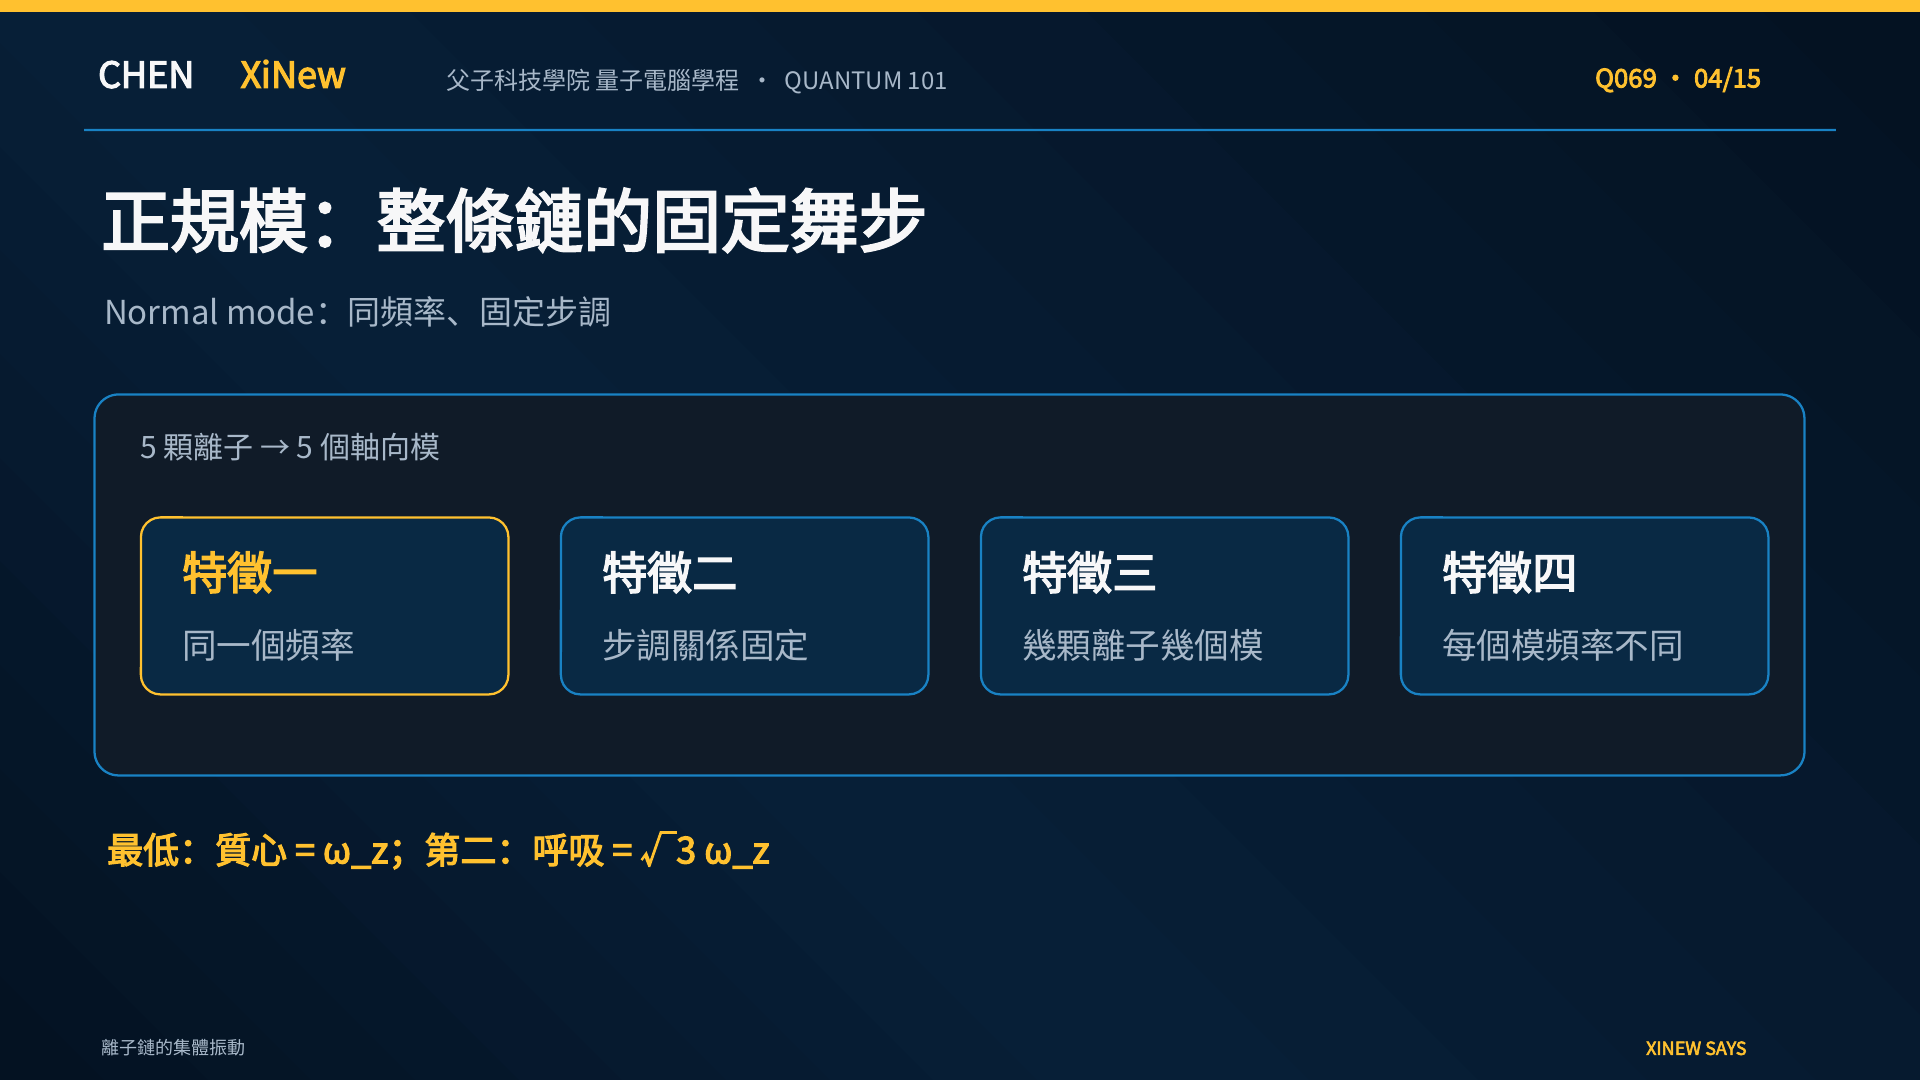 CHEN XiNew 父子科技學院 量子電腦學程 · QUANTUM 101 Q069 · 04/15
正規模：整條鏈的固定舞步
Normal mode：同頻率、固定步調
5 顆離子 → 5 個軸向模
特徵一
同一個頻率
特徵二
步調關係固定
特徵三
幾顆離子幾個模
特徵四
每個模頻率不同
最低：質心 = ω_z；第二：呼吸 = √3 ω_z
離子鏈的集體振動
XINEW SAYS